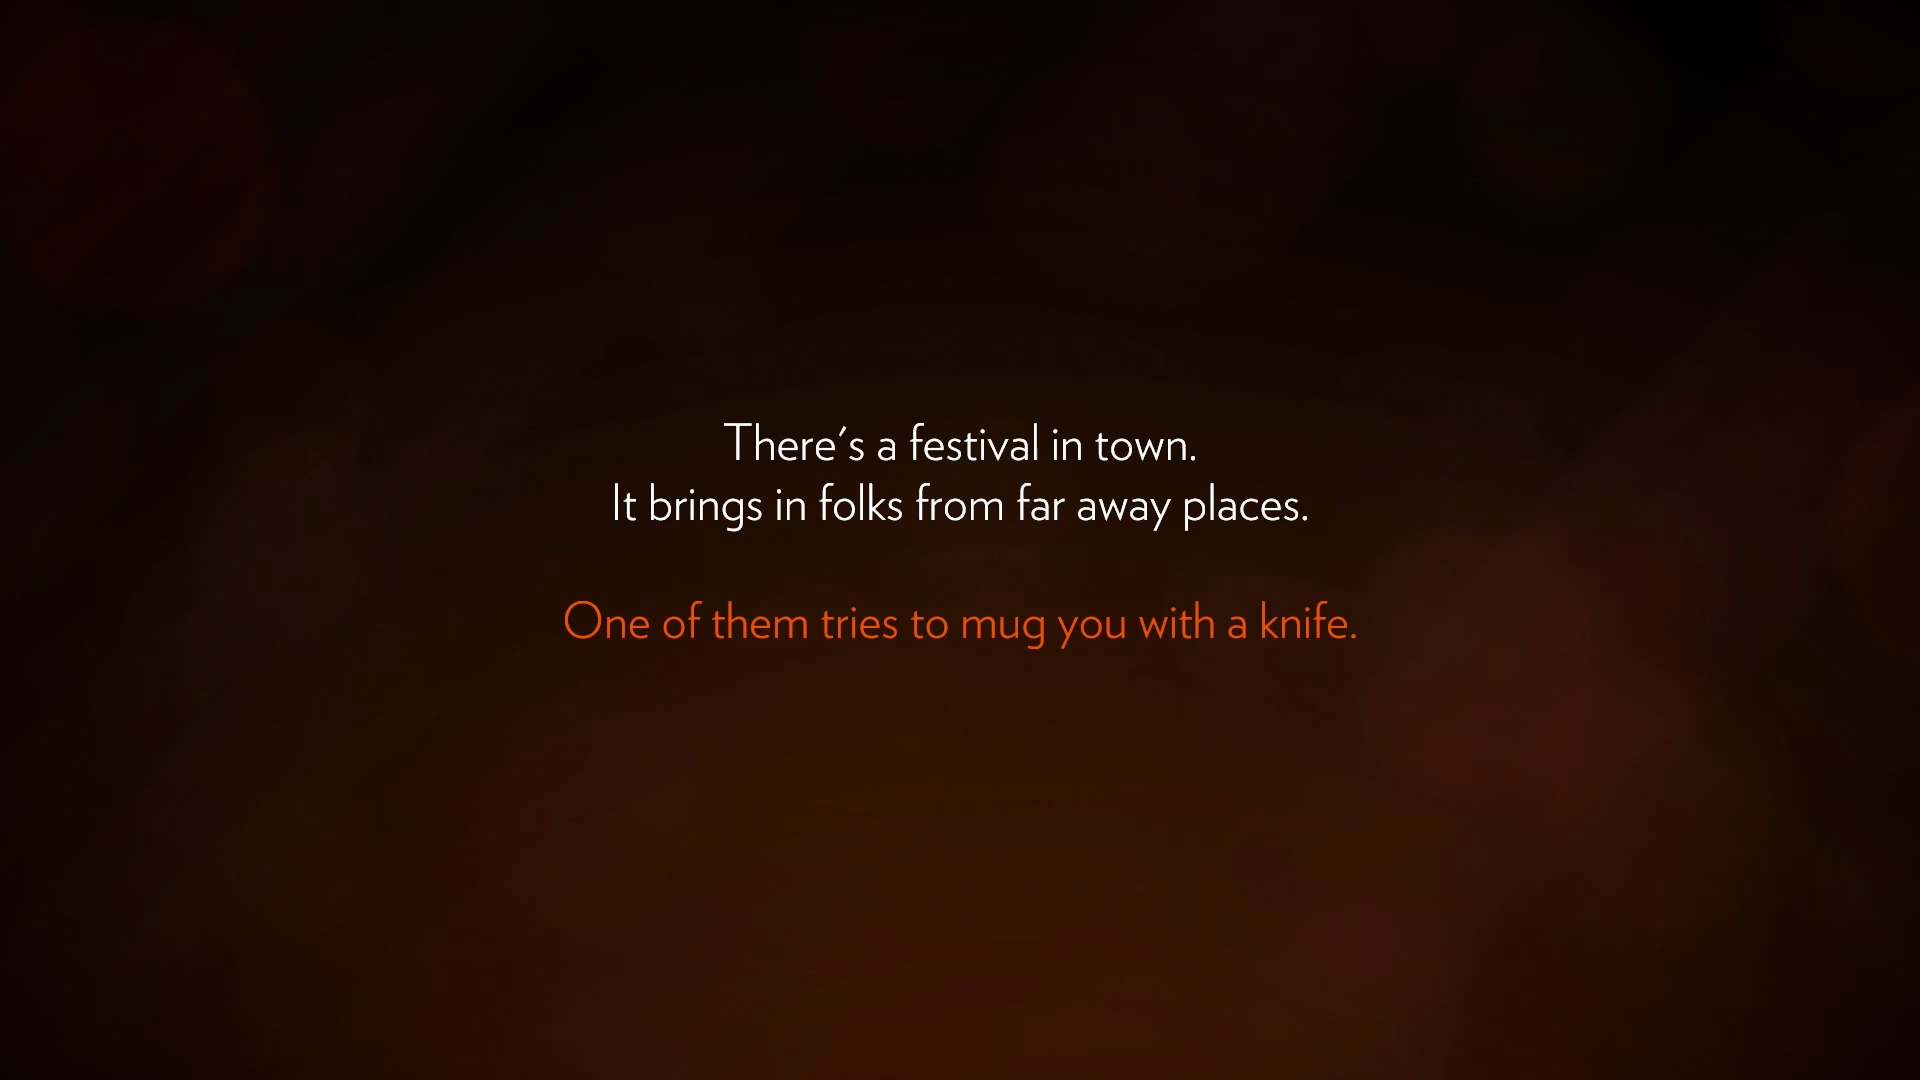 There's a festival in town.
It brings in folks from far away places.
One of them tries to mug you with a knife.